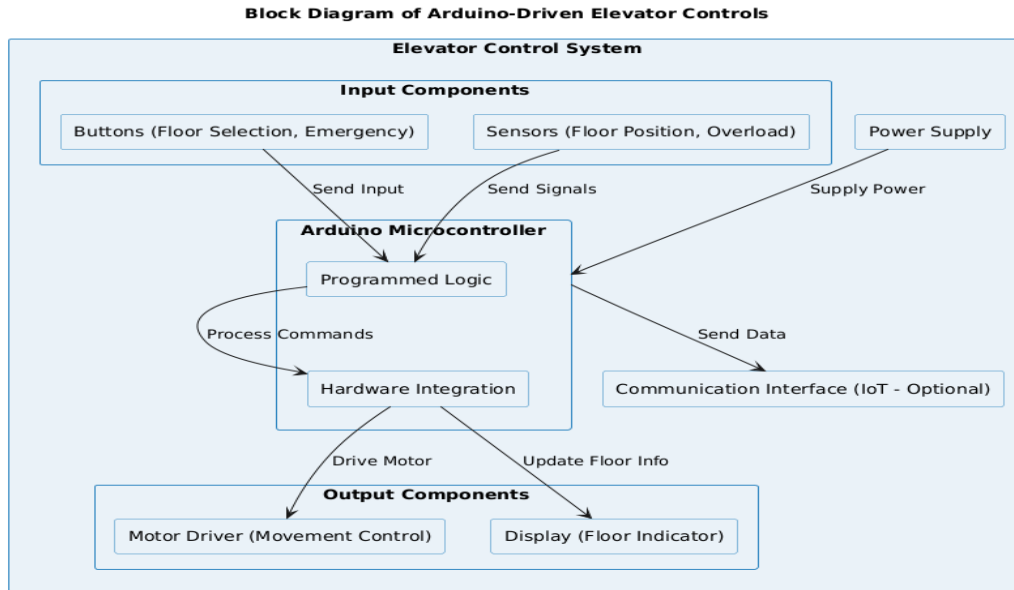 Block Diagram of Arduino-Driven Elevator Controls
Elevator Control System
Input Components
Buttons (Floor Selection, Emergency)
Sensors (Floor Position, Overload)
Power Supply
Send Input
Send Signals
Supply Power
Arduino Microcontroller
Programmed Logic
Process Commands
Send Data
Hardware Integration
Communication Interface (IoT - Optional)
Drive Motor
Update Floor Info
Output Components
Motor Driver (Movement Control)
Display (Floor Indicator)